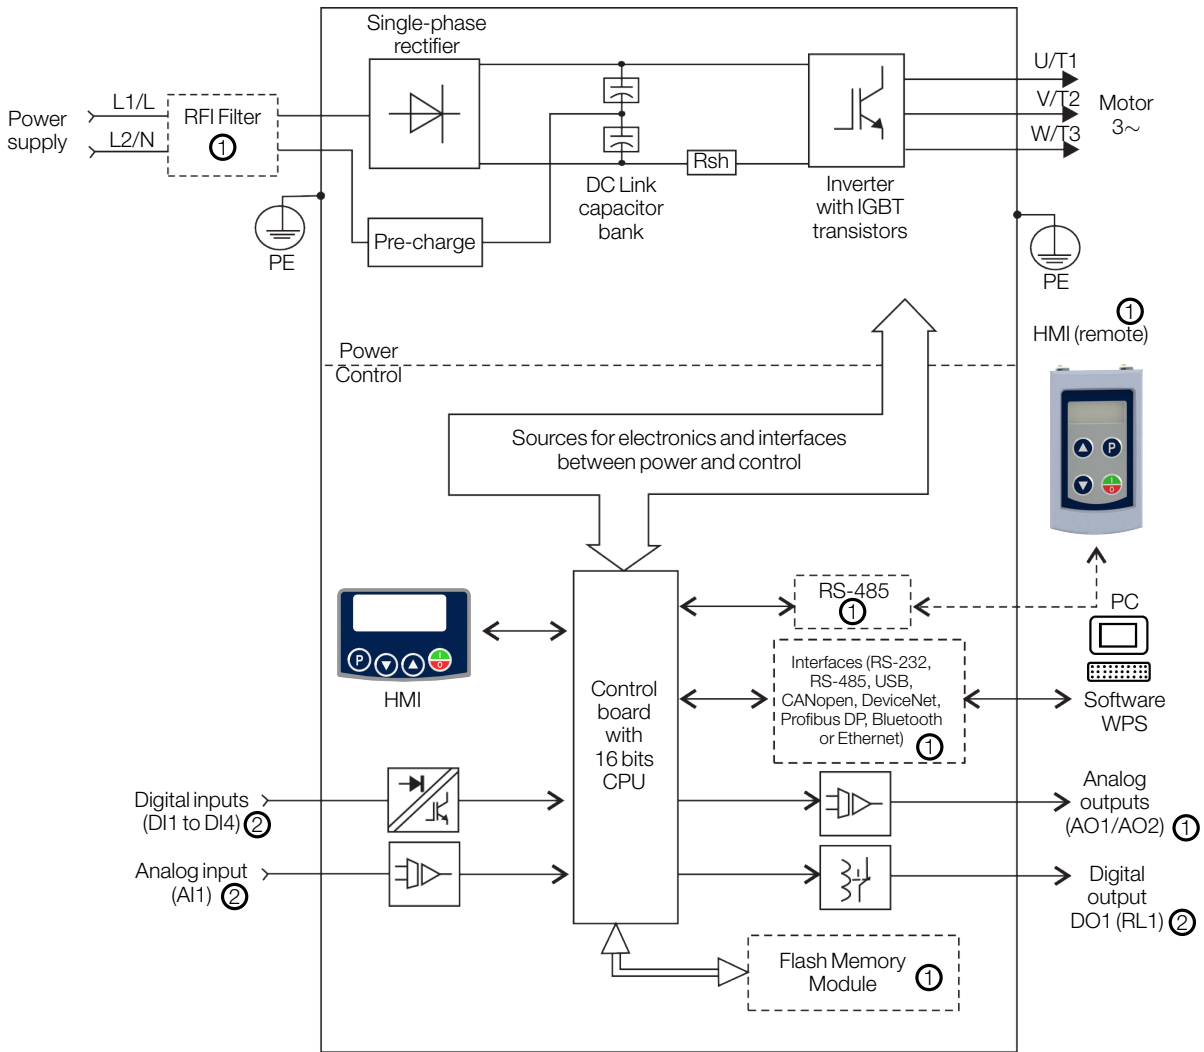 Single-phase
rectifier
L1/L
L2/N
Power
supply
RFI Filter
1
U/T1
V/T2
W/T3
Motor
3~
Rsh
DC Link
capacitor
bank
Inverter
with IGBT
transistors
Pre-charge
PE
PE
1
HMI (remote)
P
I
0
Power
Control
Sources for electronics and interfaces
between power and control
RS-485
1
PC
Software
WPS
P
I
0
HMI
Control
board
with
16 bits
CPU
Interfaces (RS-232,
RS-485, USB,
CANopen, DeviceNet,
Profibus DP, Bluetooth
or Ethernet) 1
Digital inputs
(DI1 to DI4) 2
Analog input
(AI1) 2
Analog
outputs
(AO1/AO2) 1
Digital
output
DO1 (RL1) 2
Flash Memory
Module 1